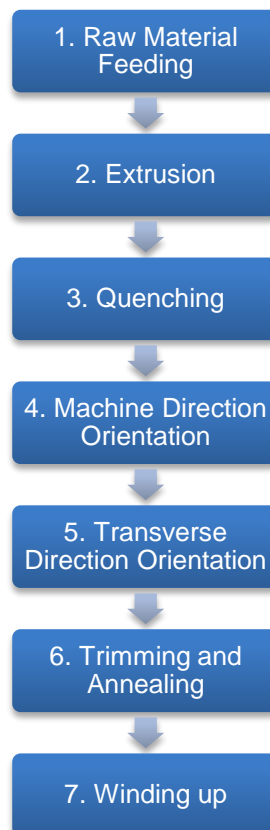 1. Raw Material
Feeding
2. Extrusion
3. Quenching
4. Machine Direction
Orientation
5. Transverse
Direction Orientation
6. Trimming and
Annealing
7. Winding up